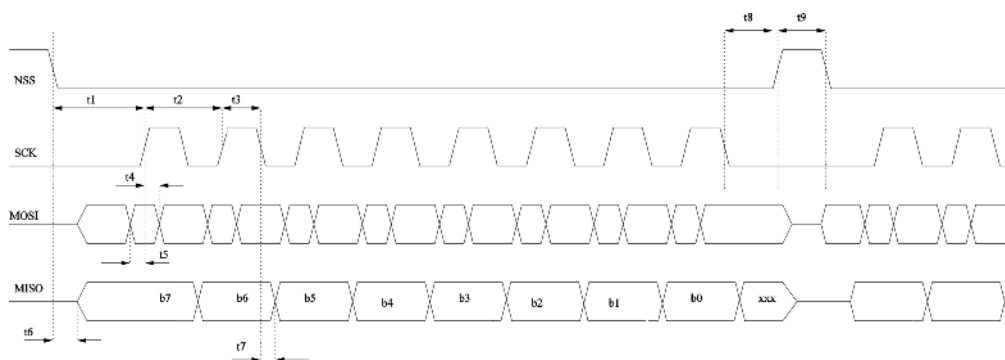 t8 t9
NSS
t1 t2 t3
SCK
t4
MOSI
t5
MISO b7 b6 b5 b4 b3 b2 b1 b0 xxx
t6
t7